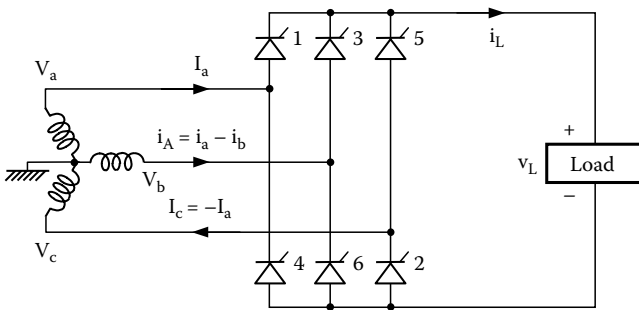 1
3
5
i_L
V_a
I_a
i_A = i_a − i_b
V_b
I_c = −I_a
V_c
+
v_L
Load
−
4
6
2